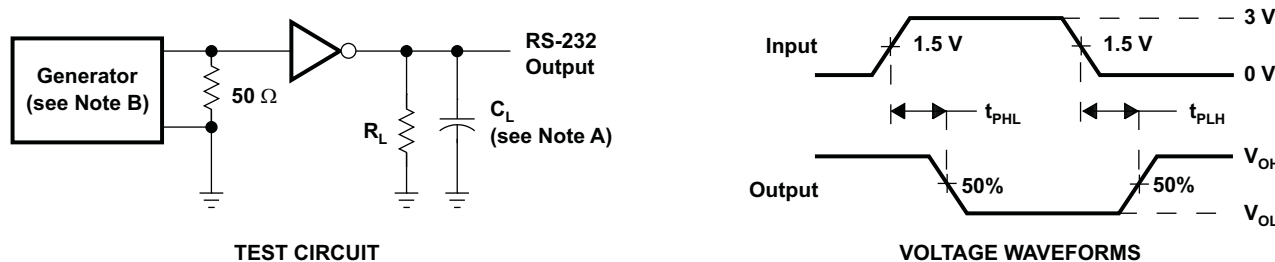 Generator
(see Note B)
50 Ω
RS-232
Output
R_L
C_L
(see Note A)
TEST CIRCUIT
Input
1.5 V
1.5 V
3 V
0 V
t_PHL
t_PLH
Output
50%
50%
V_OH
V_OL
VOLTAGE WAVEFORMS